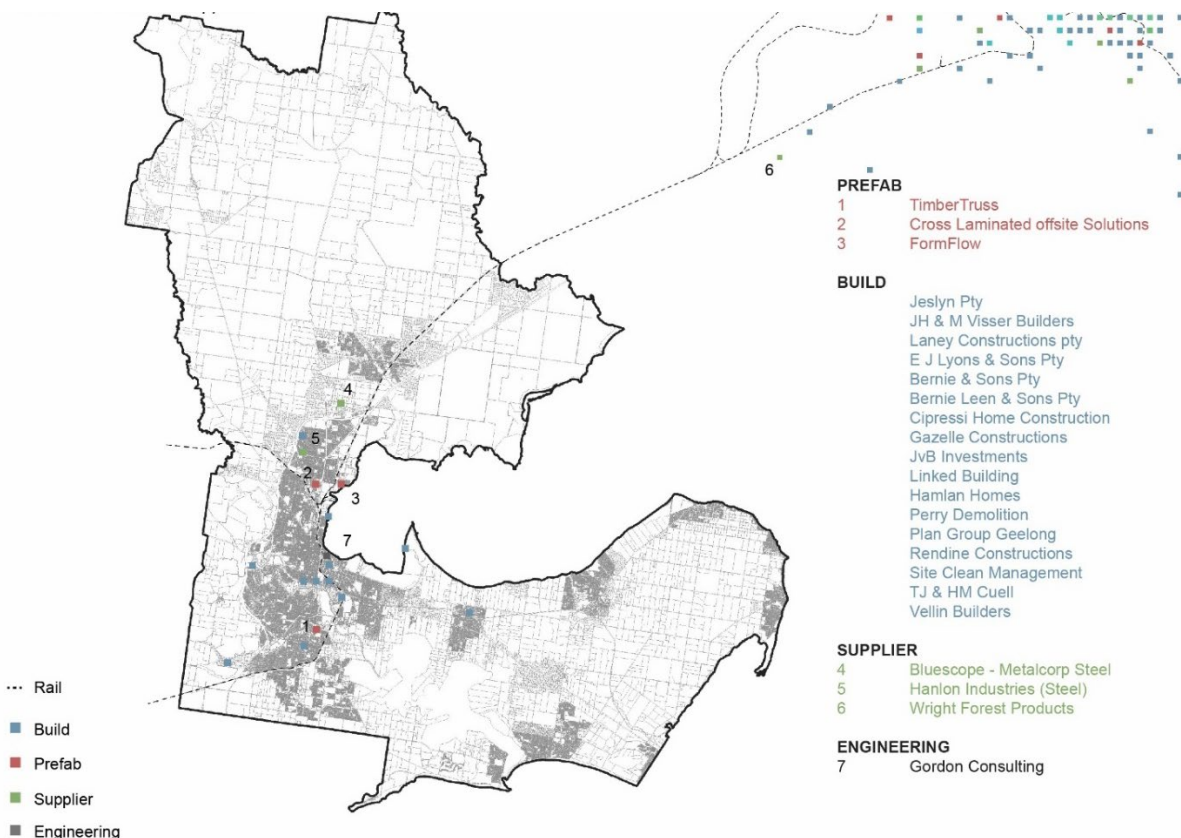 6
4
5
2
3
7
1
PREFAB
1 TimberTruss
2 Cross Laminated offsite Solutions
3 FormFlow
BUILD
Jeslyn Pty
JH & M Visser Builders
Laney Constructions pty
E J Lyons & Sons Pty
Bernie & Sons Pty
Bernie Leen & Sons Pty
Cipressi Home Construction
Gazelle Constructions
JvB Investments
Linked Building
Hamlan Homes
Perry Demolition
Plan Group Geelong
Rendine Constructions
Site Clean Management
TJ & HM Cuell
Vellin Builders
SUPPLIER
4 Bluescope - Metalcorp Steel
5 Hanlon Industries (Steel)
6 Wright Forest Products
ENGINEERING
7 Gordon Consulting
Rail
Build
Prefab
Supplier
Engineering